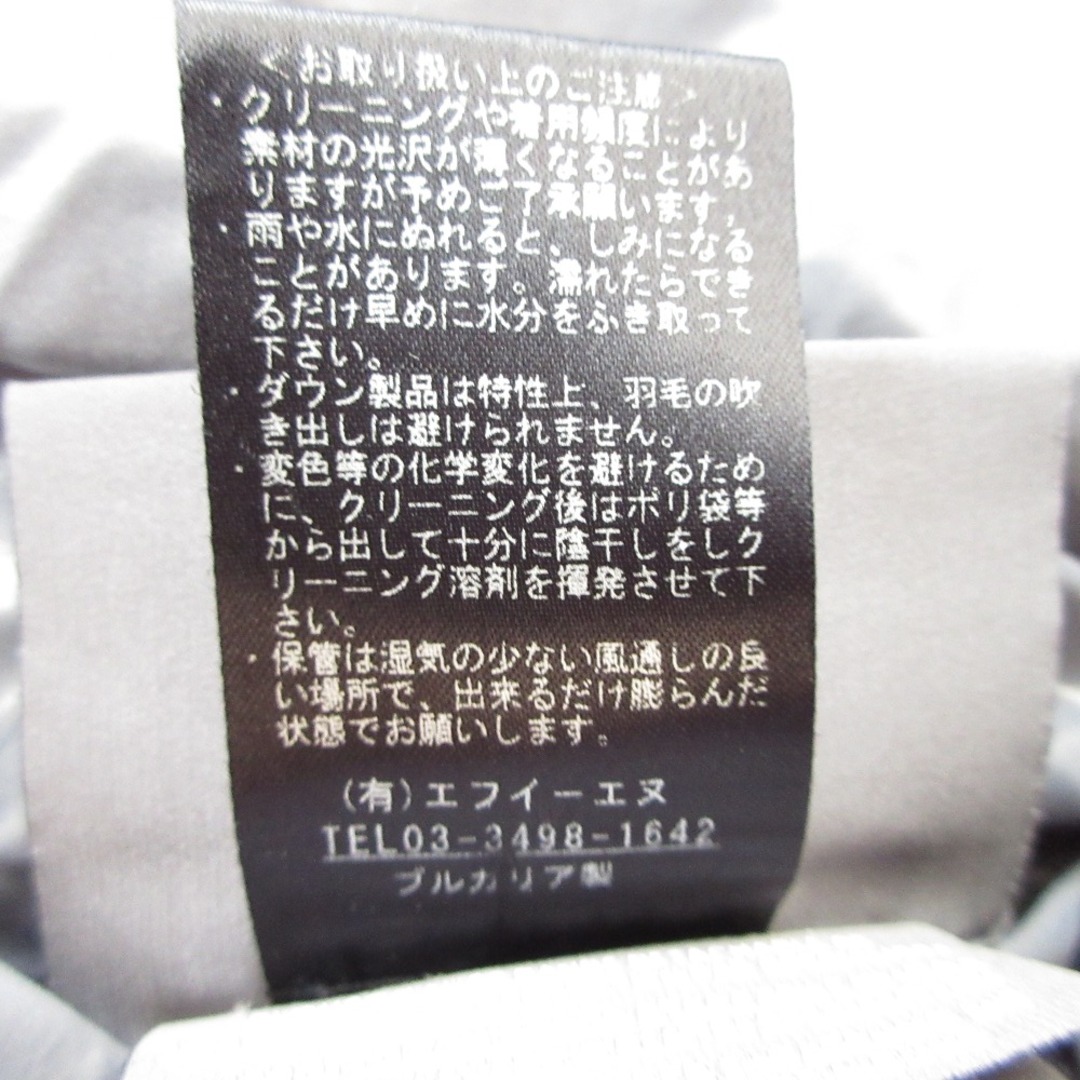 <お取り扱い上のご注意>
・クリーニングや着用頻度により
素材の光沢が薄くなることがあ
りますが予めご了承願います。
・雨や水にぬれると、しみになる
ことがあります。濡れたらでき
るだけ早めに水分をふき取って
下さい。
・ダウン製品は特性上、羽毛の吹
き出しは避けられません。
・変色等の化学変化を避けるため
に、クリーニング後はポリ袋等
から出して十分に陰干しをしク
リーニング溶剤を揮発させて下
さい。
・保管は湿気の少ない風通しの良
い場所で、出来るだけ膨らんだ
状態でお願いします。
(有)エフイーエヌ
TEL03-3498-1642
ブルガリア製